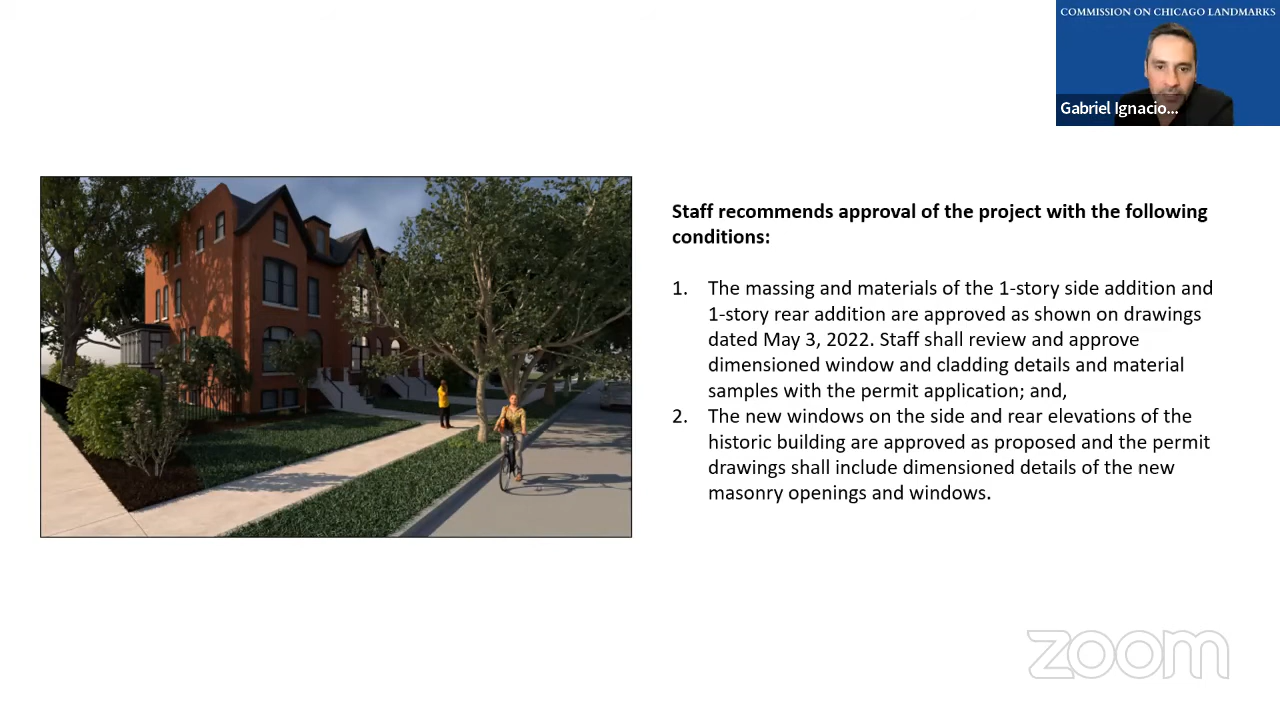 COMMISSION ON CHICAGO LANDMARKS
Gabriel Ignacio...
Staff recommends approval of the project with the following
conditions:
1. The massing and materials of the 1-story side addition and
1-story rear addition are approved as shown on drawings
dated May 3, 2022. Staff shall review and approve
dimensioned window and cladding details and material
samples with the permit application; and,
2. The new windows on the side and rear elevations of the
historic building are approved as proposed and the permit
drawings shall include dimensioned details of the new
masonry openings and windows.
zoom